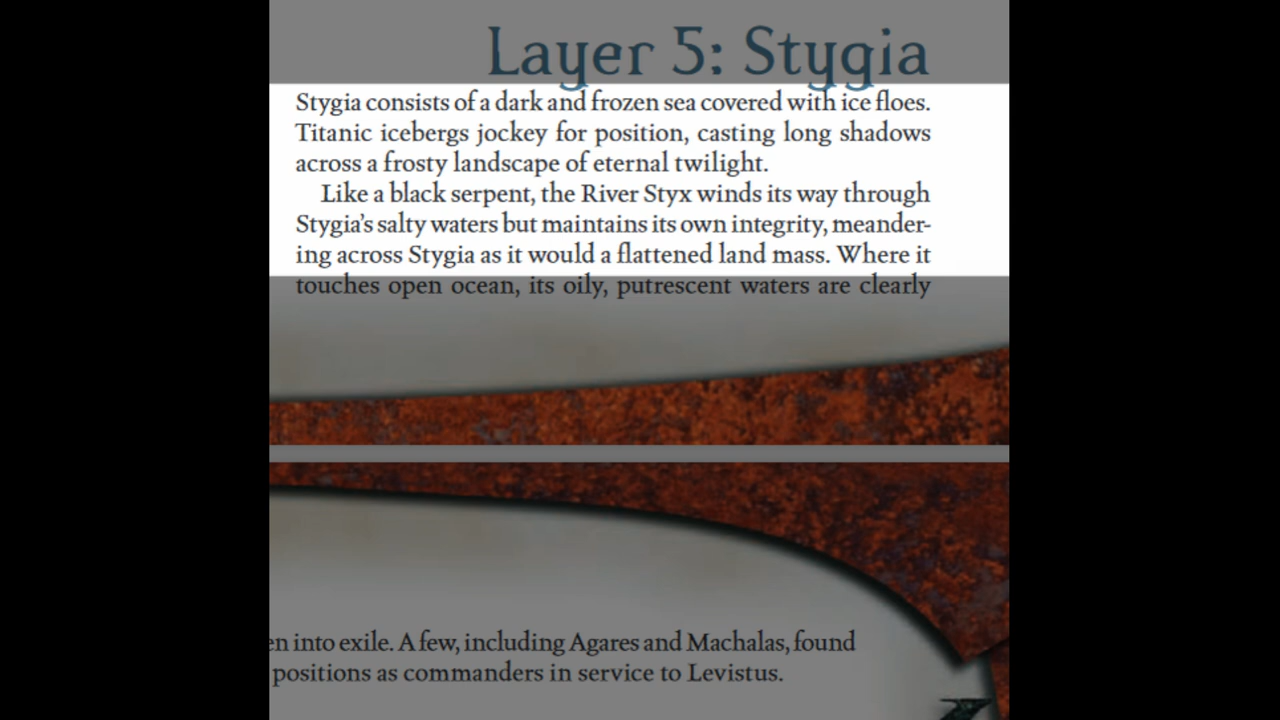 Layer 5: Stygia
Stygia consists of a dark and frozen sea covered with ice floes.
Titanic icebergs jockey for position, casting long shadows
across a frosty landscape of eternal twilight.
Like a black serpent, the River Styx winds its way through
Stygia's salty waters but maintains its own integrity, meander-
ing across Stygia as it would a flattened land mass. Where it
touches open ocean, its oily, putrescent waters are clearly
en into exile. A few, including Agares and Machalas, found
positions as commanders in service to Levistus.